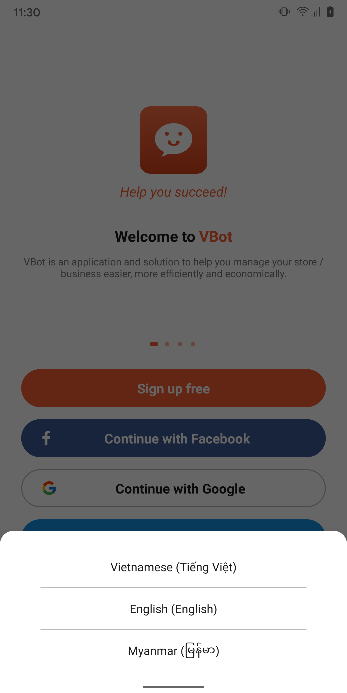 11:30
Help you succeed!
Welcome to VBot
VBot is an application and solution to help you manage your store /
business easier, more efficiently and economically.
Sign up free
Continue with Facebook
Continue with Google
Vietnamese (Tiếng Việt)
English (English)
Myanmar (မြန်မာ)